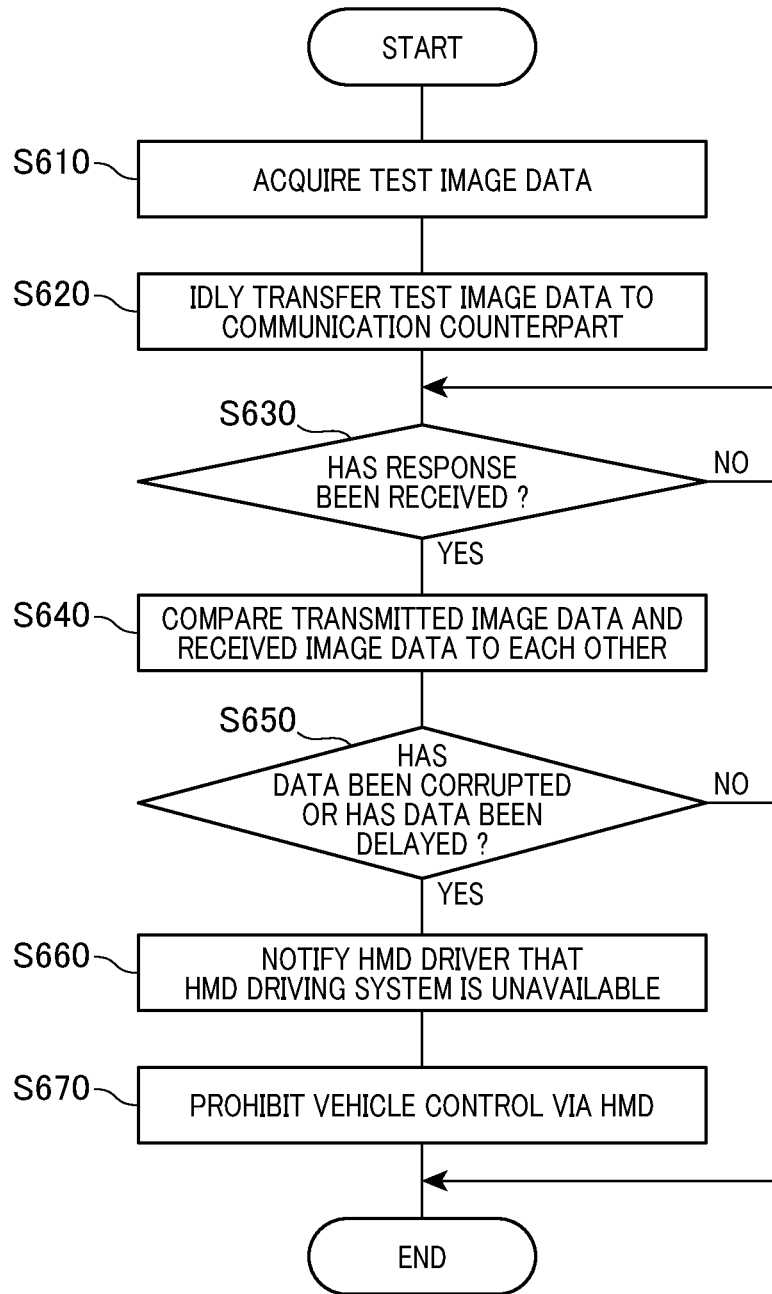 START
S610
ACQUIRE TEST IMAGE DATA
S620
IDLY TRANSFER TEST IMAGE DATA TO
COMMUNICATION COUNTERPART
S630
HAS RESPONSE
BEEN RECEIVED ?
NO
YES
S640
COMPARE TRANSMITTED IMAGE DATA AND
RECEIVED IMAGE DATA TO EACH OTHER
S650
HAS
DATA BEEN CORRUPTED
OR HAS DATA BEEN
DELAYED ?
NO
YES
S660
NOTIFY HMD DRIVER THAT
HMD DRIVING SYSTEM IS UNAVAILABLE
S670
PROHIBIT VEHICLE CONTROL VIA HMD
END